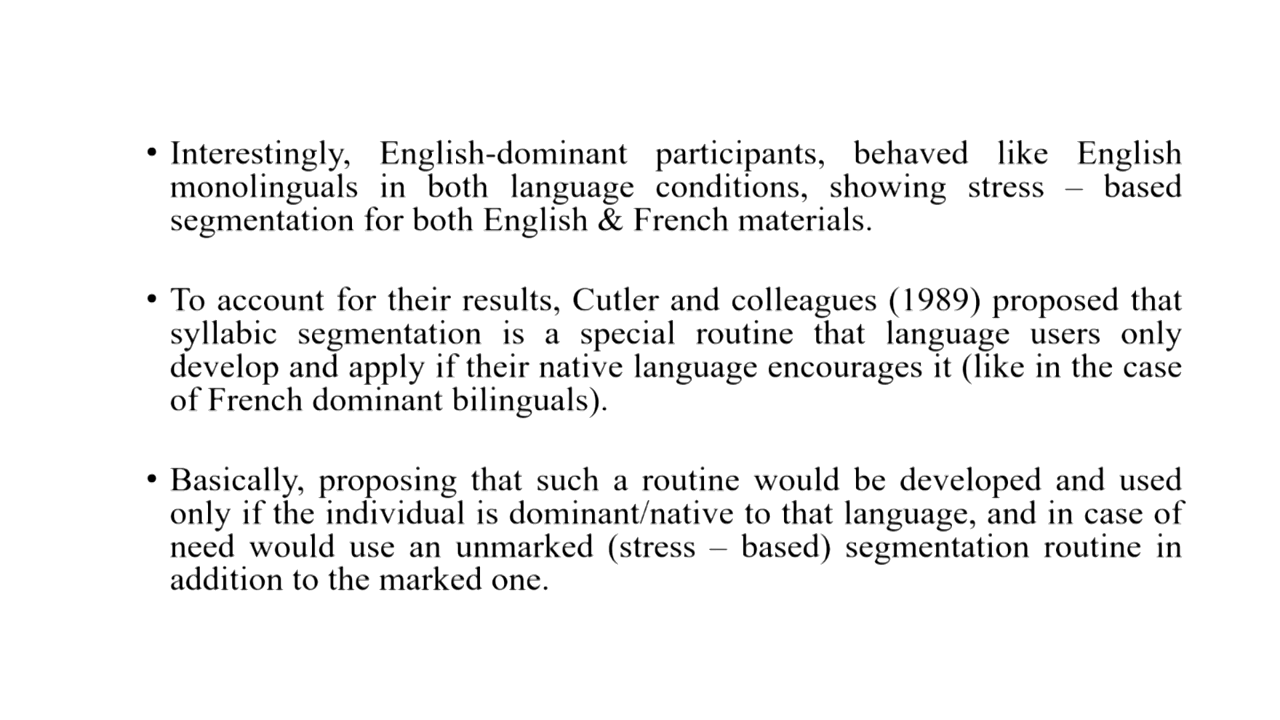 • Interestingly, English-dominant participants, behaved like English
monolinguals in both language conditions, showing stress – based
segmentation for both English & French materials.
• To account for their results, Cutler and colleagues (1989) proposed that
syllabic segmentation is a special routine that language users only
develop and apply if their native language encourages it (like in the case
of French dominant bilinguals).
• Basically, proposing that such a routine would be developed and used
only if the individual is dominant/native to that language, and in case of
need would use an unmarked (stress – based) segmentation routine in
addition to the marked one.